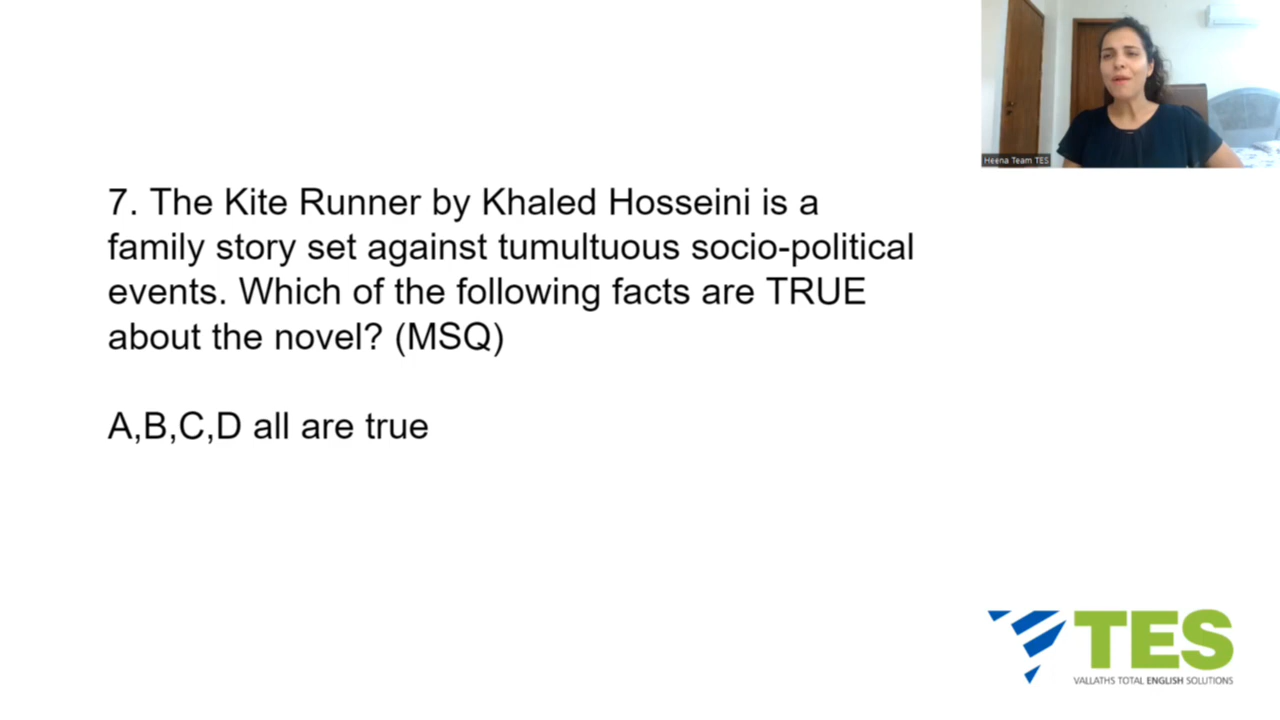 Heena Team TES
7. The Kite Runner by Khaled Hosseini is a
family story set against tumultuous socio-political
events. Which of the following facts are TRUE
about the novel? (MSQ)
A,B,C,D all are true
TES
VALLATHS TOTAL ENGLISH SOLUTIONS